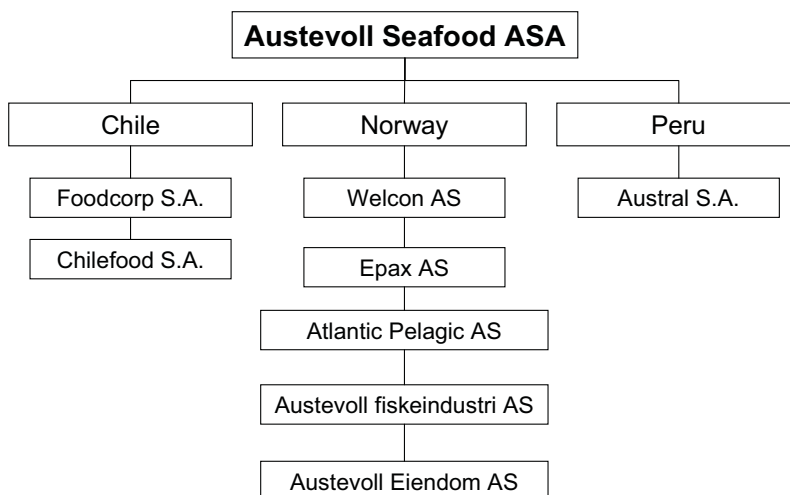 Austevoll Seafood ASA
Chile
Norway
Peru
Foodcorp S.A.
Welcon AS
Austral S.A.
Chilefood S.A.
Epax AS
Atlantic Pelagic AS
Austevoll fiskeindustri AS
Austevoll Eiendom AS